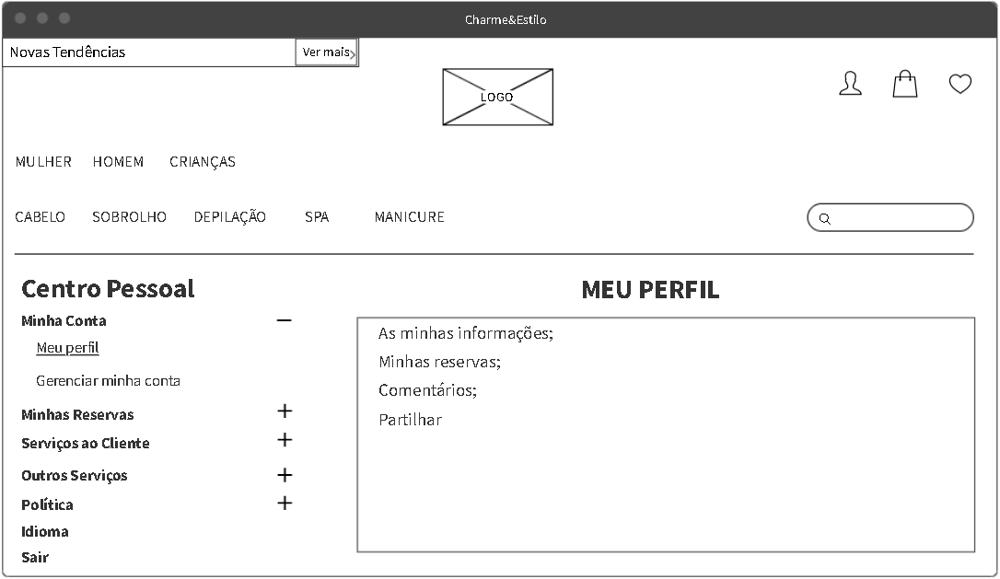 Charme&Estilo
Novas Tendências
Ver mais
LOGO
MULHER HOMEM CRIANÇAS
CABELO SOBROLHO DEPILAÇÃO SPA MANICURE
Centro Pessoal
Minha Conta
Meu perfil
Gerenciar minha conta
Minhas Reservas
Serviços ao Cliente
Outros Serviços
Política
Idioma
Sair
MEU PERFIL
As minhas informações;
Minhas reservas;
Comentários;
Partilhar